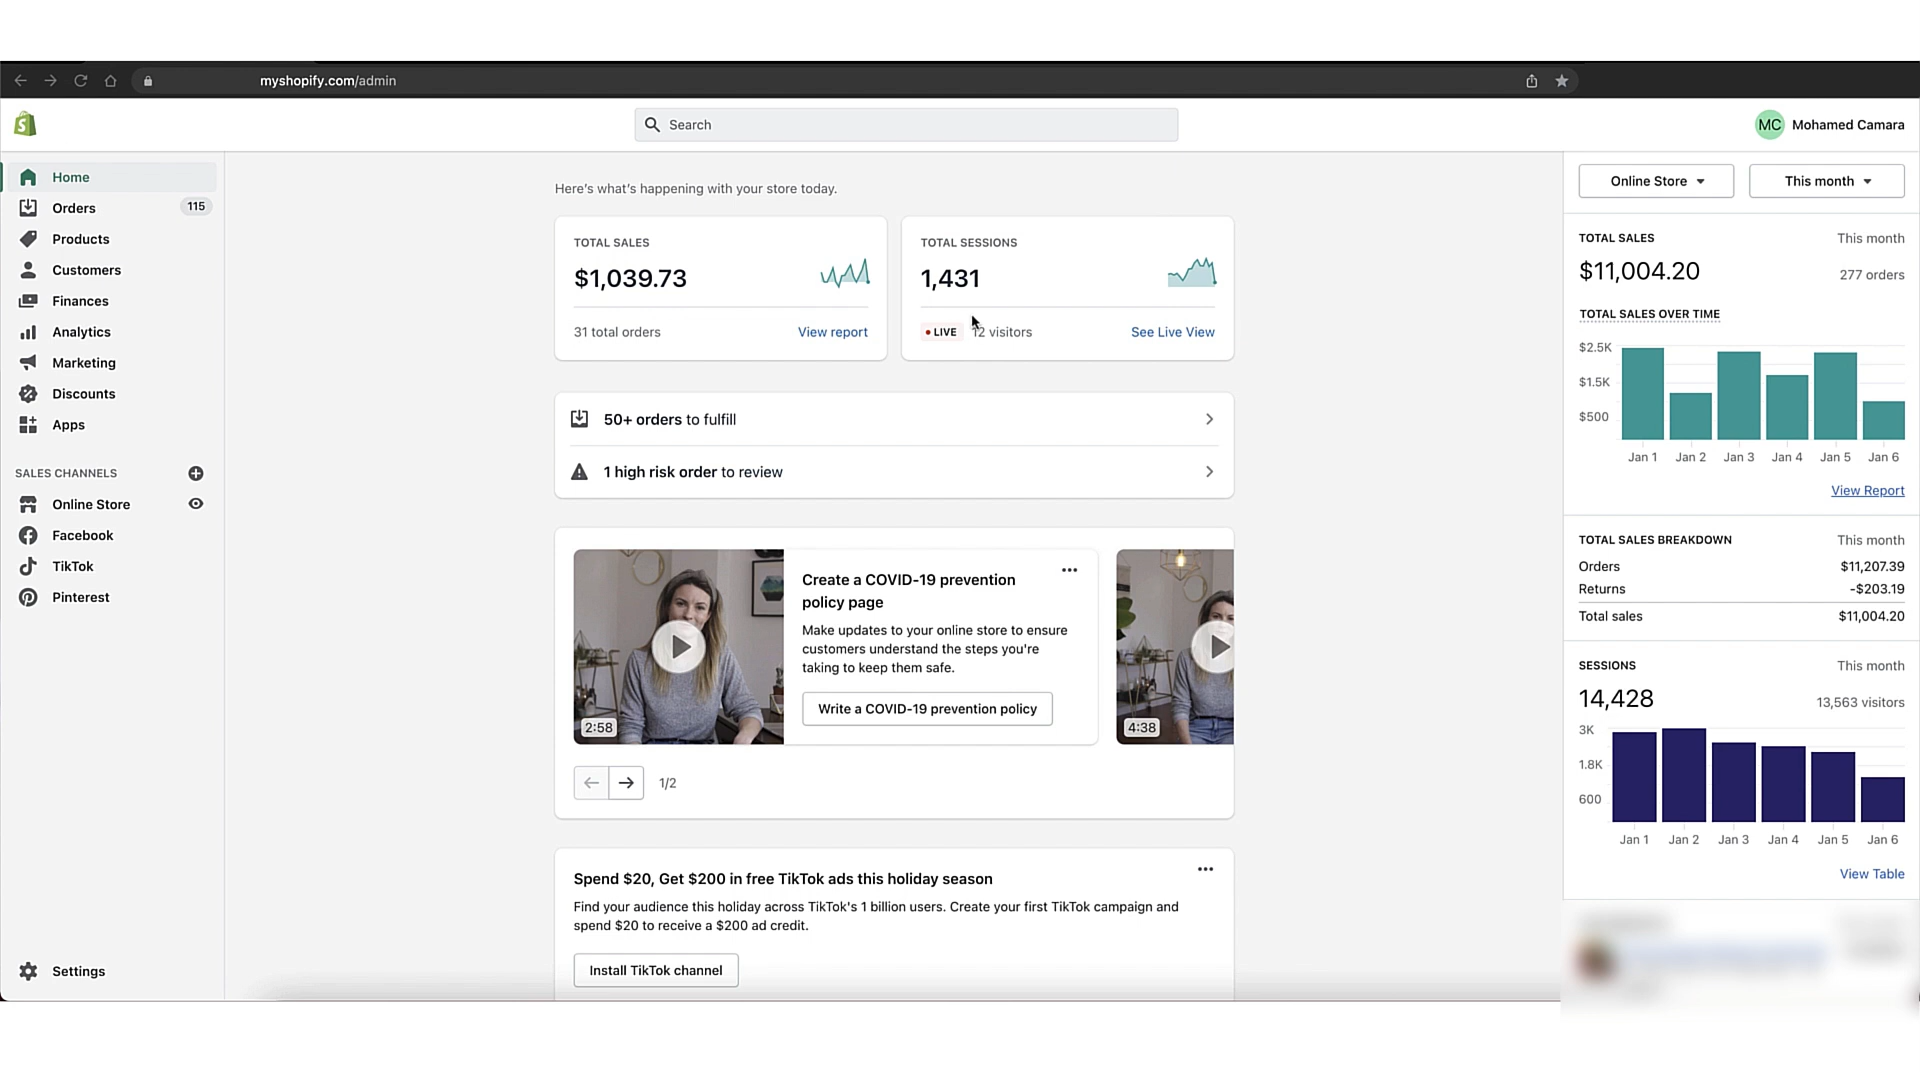 myshopify.com/admin
Search
MC Mohamed Camara
Home
Orders 115
Products
Customers
Finances
Analytics
Marketing
Discounts
Apps
SALES CHANNELS
Online Store
Facebook
TikTok
Pinterest
Settings
Here's what's happening with your store today.
TOTAL SALES
$1,039.73
31 total orders View report
TOTAL SESSIONS
1,431
• LIVE 12 visitors See Live View
50+ orders to fulfill
1 high risk order to review
Create a COVID-19 prevention
policy page
Make updates to your online store to ensure
customers understand the steps you're
taking to keep them safe.
Write a COVID-19 prevention policy
2:58
4:38
1/2
Spend $20, Get $200 in free TikTok ads this holiday season
Find your audience this holiday across TikTok's 1 billion users. Create your first TikTok campaign and
spend $20 to receive a $200 ad credit.
Install TikTok channel
Online Store This month
TOTAL SALES This month
$11,004.20 277 orders
TOTAL SALES OVER TIME
$2.5K
$1.5K
$500
Jan 1 Jan 2 Jan 3 Jan 4 Jan 5 Jan 6
View Report
TOTAL SALES BREAKDOWN This month
Orders $11,207.39
Returns -$203.19
Total sales $11,004.20
SESSIONS This month
14,428 13,563 visitors
3K
1.8K
600
Jan 1 Jan 2 Jan 3 Jan 4 Jan 5 Jan 6
View Table